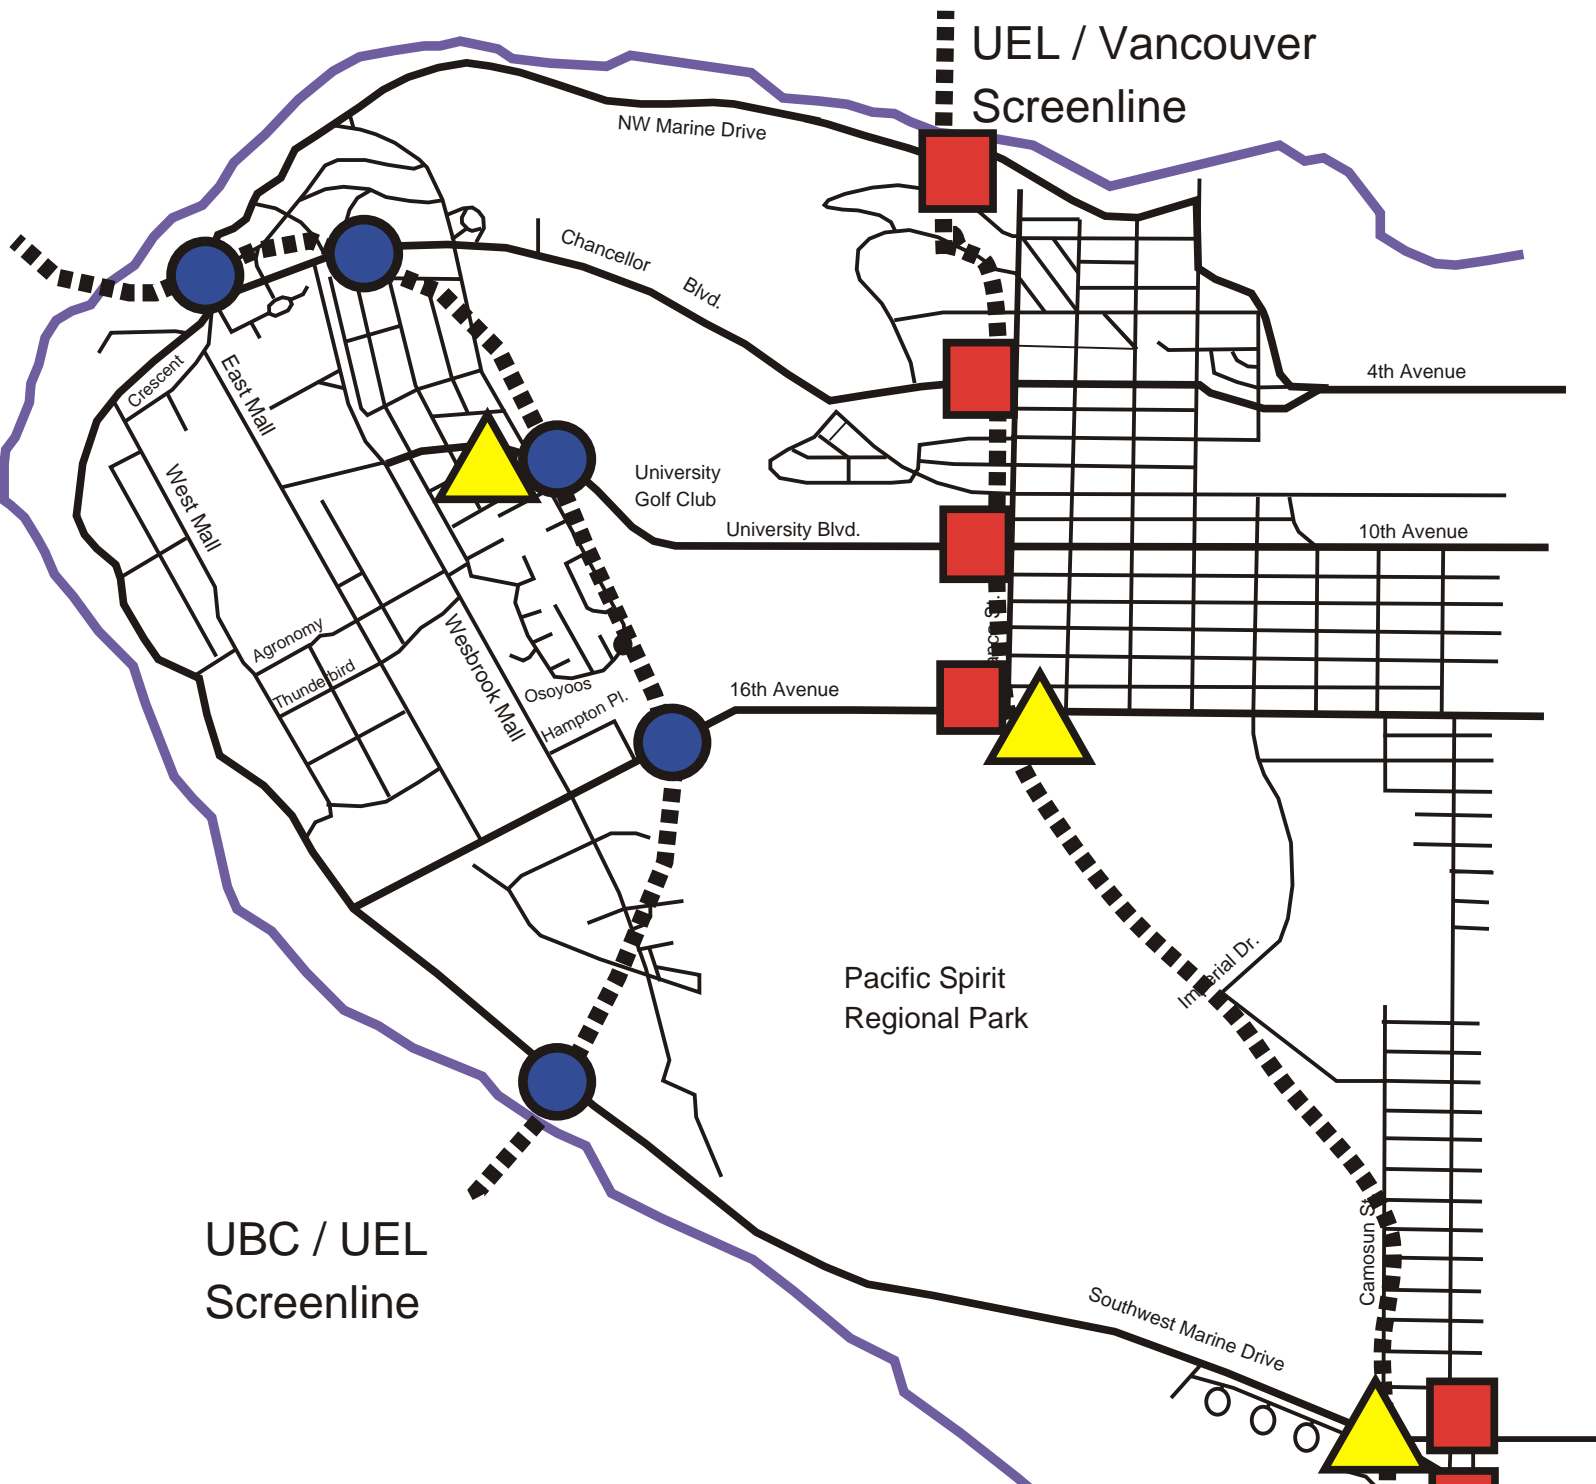 UEL / Vancouver
Screenline
NW Marine Drive
Chancellor
Blvd.
4th Avenue
Crescent
East Mall
West Mall
University
Golf Club
University Blvd.
10th Avenue
Agronomy
Thunderbird
Wesbrook Mall
Osoyoos
Hampton Pl.
16th Avenue
St.
Pacific Spirit
Regional Park
Imperial Dr.
UBC / UEL
Screenline
Camosun St.
Southwest Marine Drive